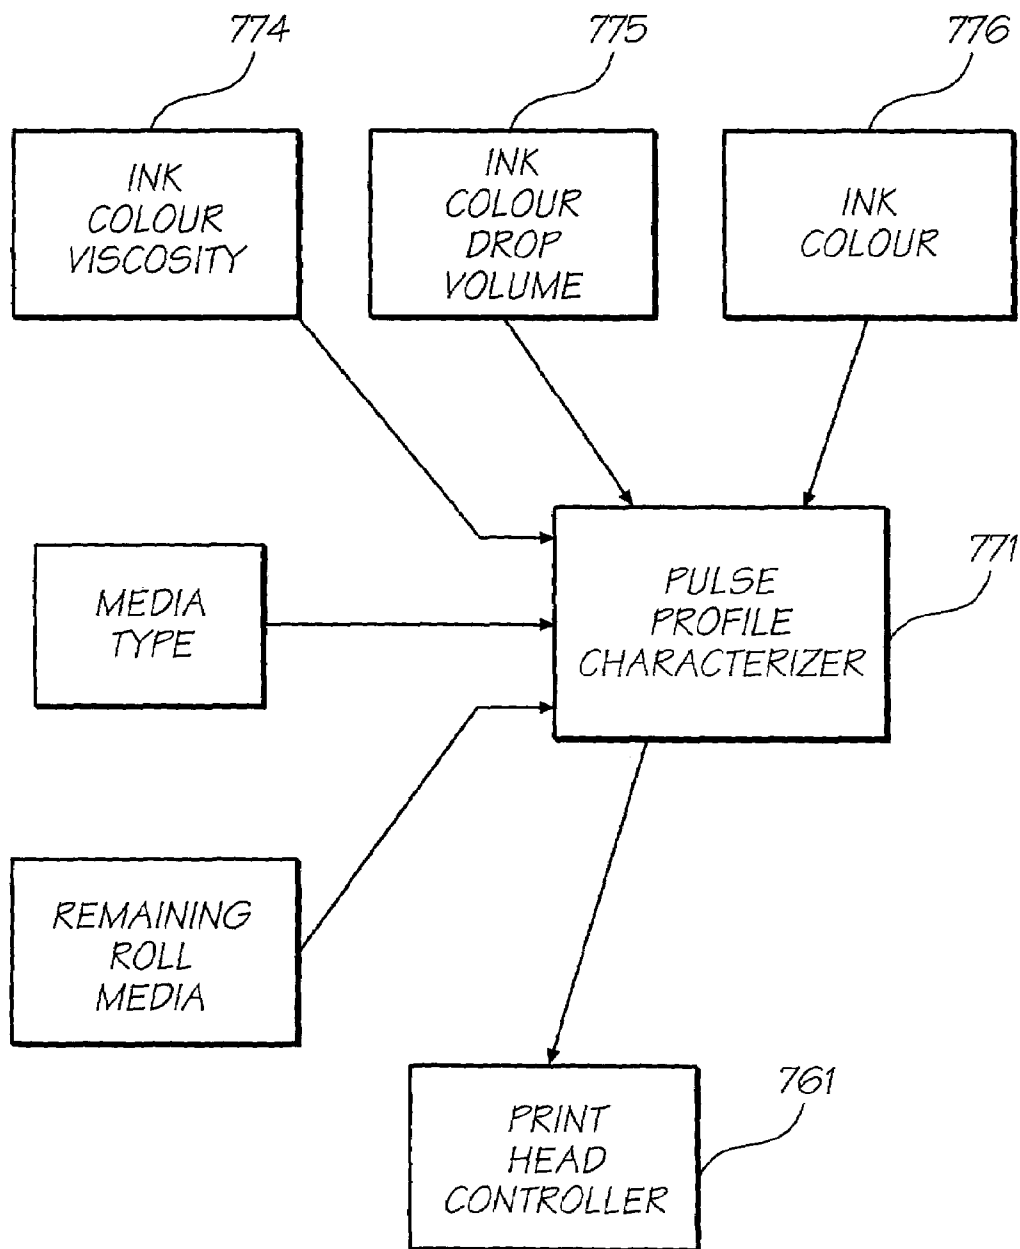 774
775
776
INK
COLOUR
VISCOSITY
INK
COLOUR
DROP
VOLUME
INK
COLOUR
771
MEDIA
TYPE
PULSE
PROFILE
CHARACTERIZER
REMAINING
ROLL
MEDIA
761
PRINT
HEAD
CONTROLLER